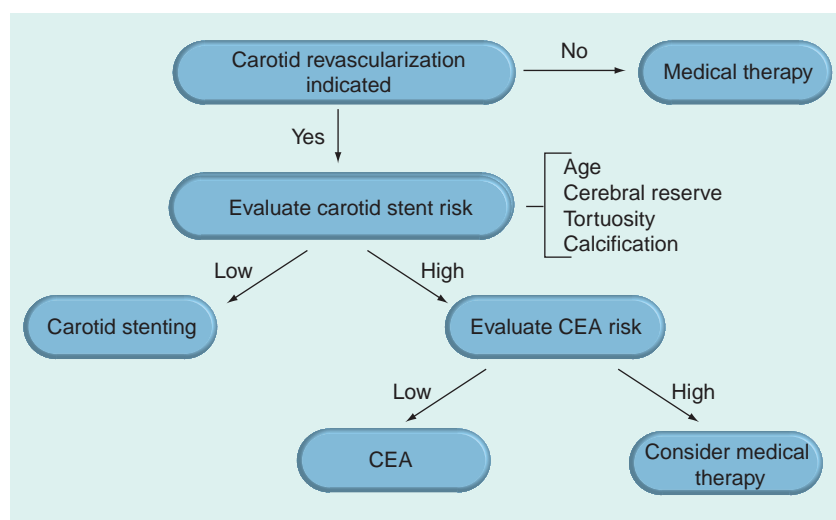 Carotid revascularization
indicated
No
Medical therapy
Yes
Evaluate carotid stent risk
Age
Cerebral reserve
Tortuosity
Calcification
Low
High
Carotid stenting
Evaluate CEA risk
Low
High
CEA
Consider medical
therapy